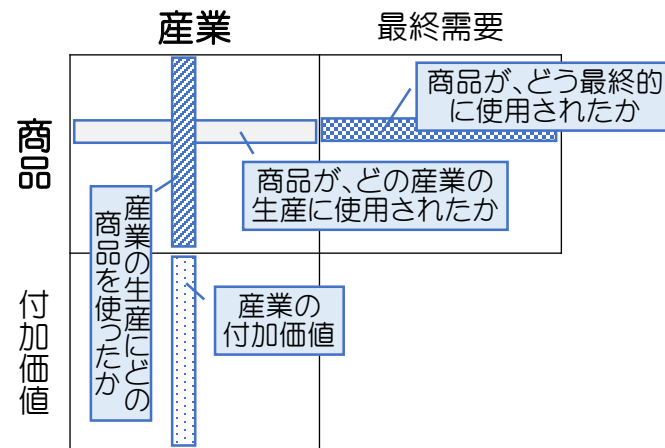 産業
最終需要
商品が、どう最終的
に使用されたか
商品
商品が、どの産業の
生産に使用されたか
産業の生産にどの
商品を使ったか
付加価値
産業の
付加価値